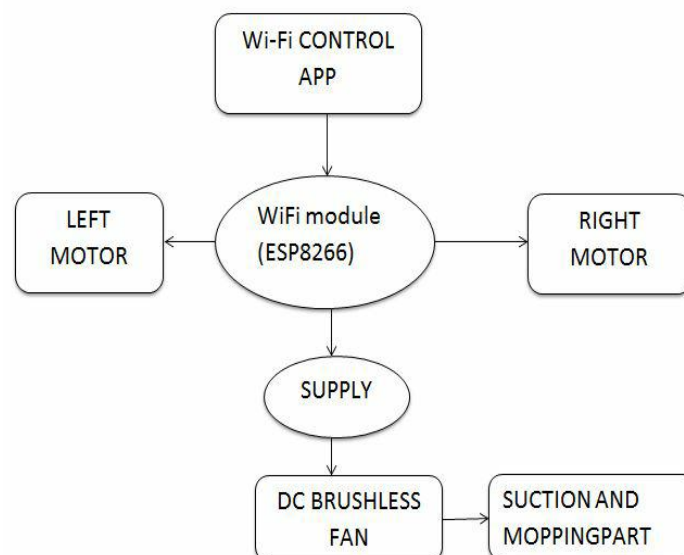 Wi-Fi CONTROL
APP
LEFT
MOTOR
WiFi module
(ESP8266)
RIGHT
MOTOR
SUPPLY
DC BRUSHLESS
FAN
SUCTION AND
MOPPINGPART